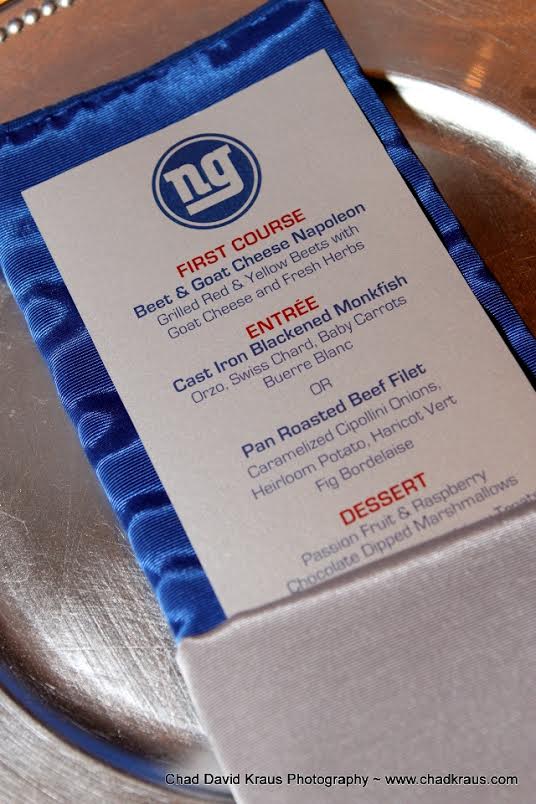 ng
FIRST COURSE
Beet & Goat Cheese Napoleon
Grilled Red & Yellow Beets with
Goat Cheese and Fresh Herbs
ENTRÉE
Cast Iron Blackened Monkfish
Orzo, Swiss Chard, Baby Carrots
Buerre Blanc
OR
Pan Roasted Beef Filet
Caramelized Cipollini Onions,
Heirloom Potato, Haricot Vert
Fig Bordelaise
DESSERT
Passion Fruit & Raspberry
Chocolate Dipped Marshmallows
Chad David Kraus Photography ~ www.chadkraus.com